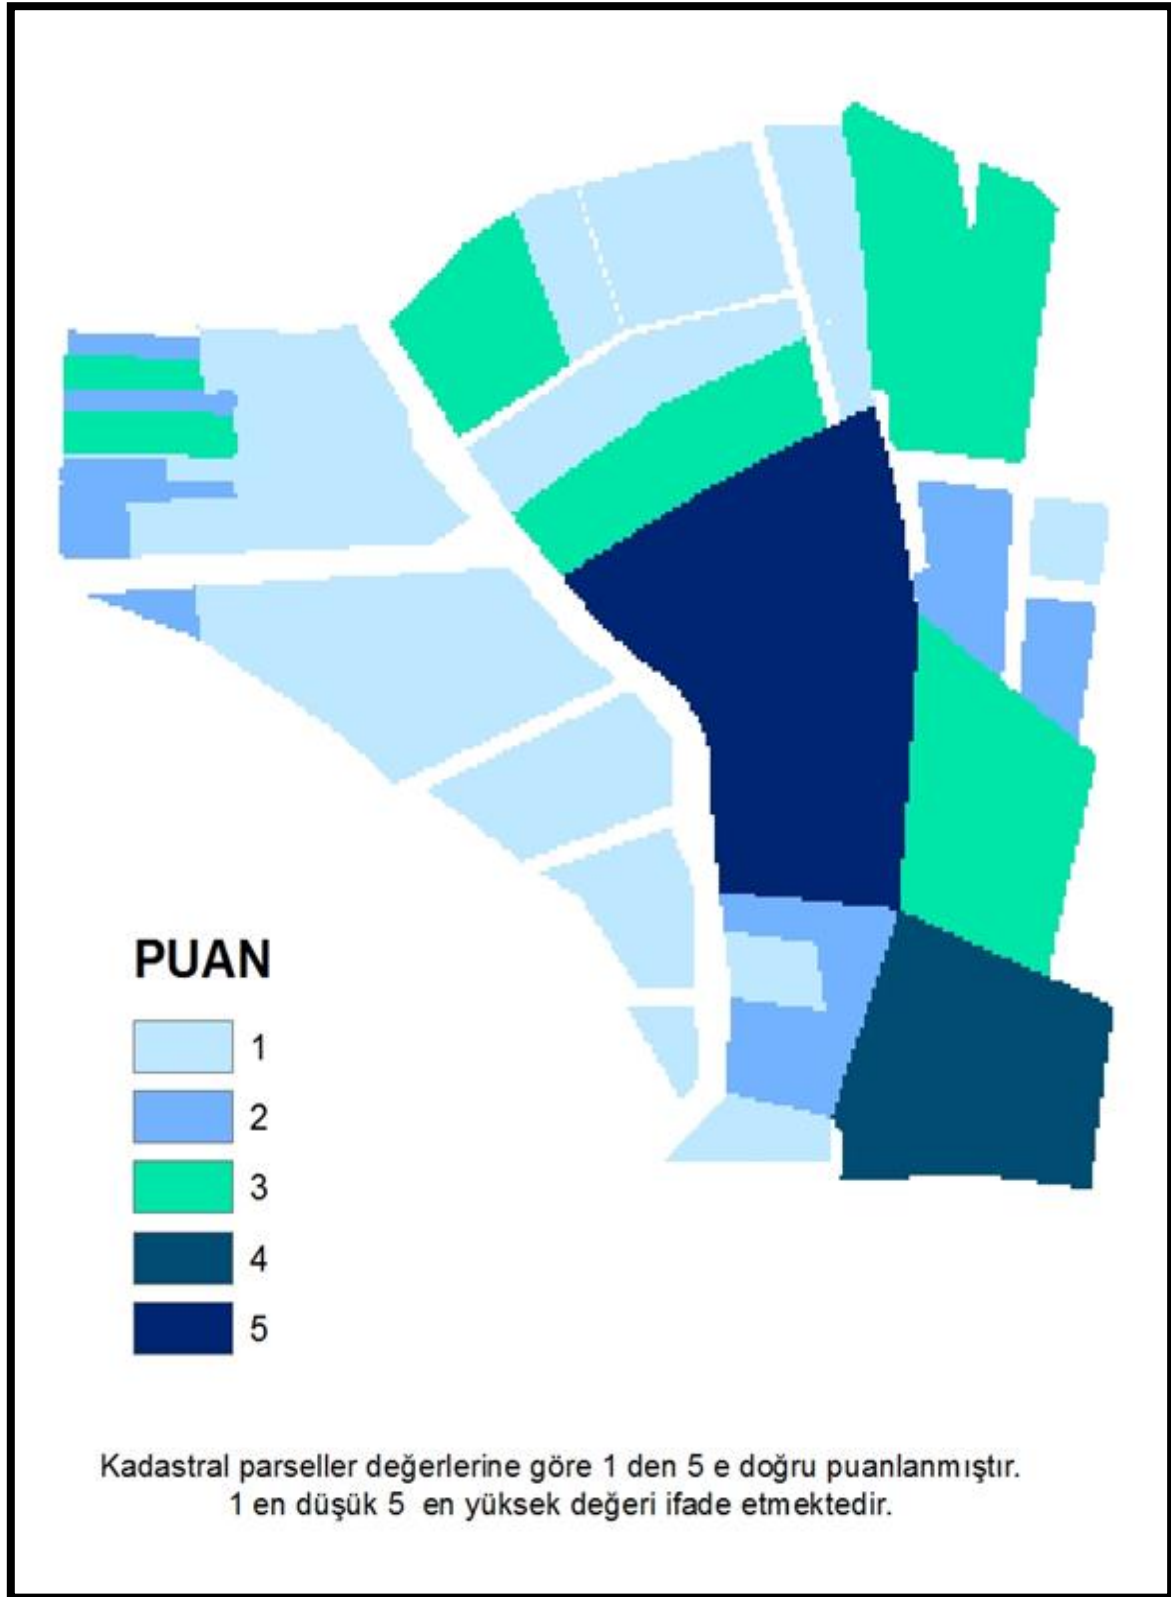 PUAN
1
2
3
4
5
Kadastral parseller değerlerine göre 1 den 5 e doğru puanlanmıştır.
1 en düşük 5 en yüksek değeri ifade etmektedir.